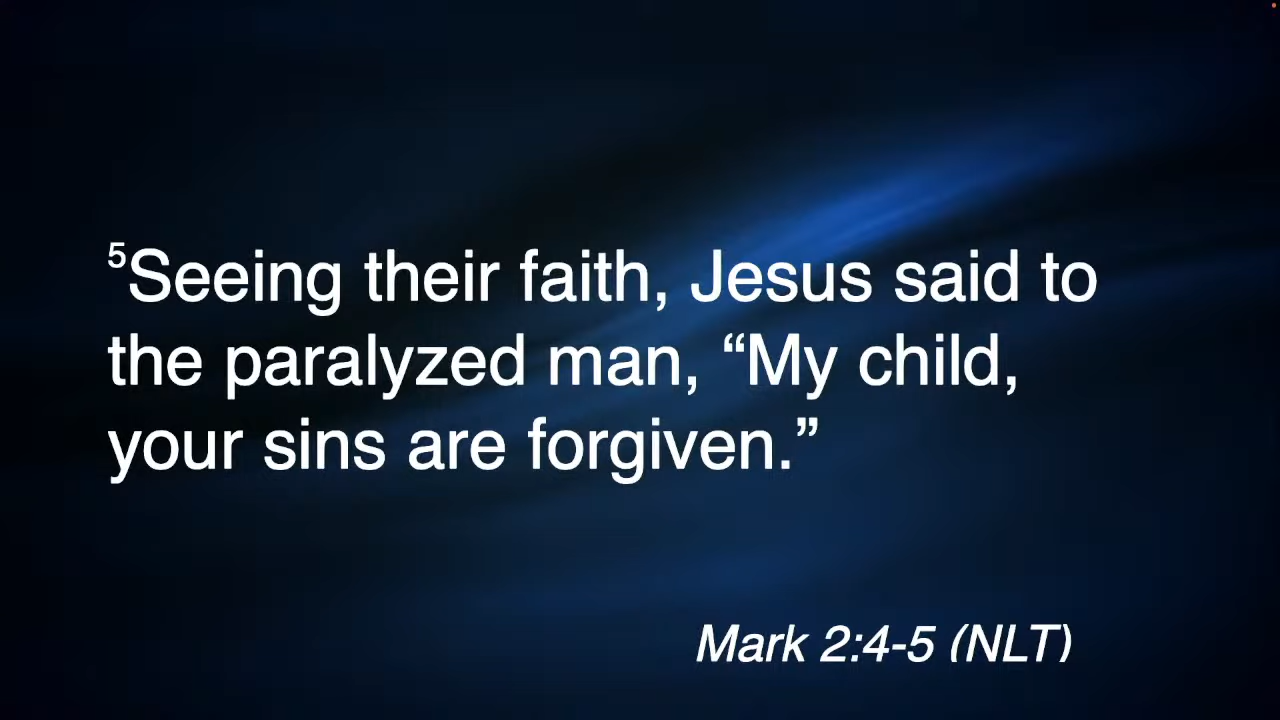 ⁵Seeing their faith, Jesus said to
the paralyzed man, “My child,
your sins are forgiven.”
Mark 2:4-5 (NLT)